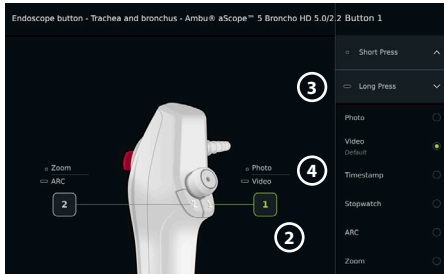 Endoscope button - Trachea and bronchus - Ambu® aScope™ 5 Broncho HD 5.0/2.2
Button 1
Short Press
3
Long Press
Photo
Video
Default
4
Timestamp
Stopwatch
ARC
Zoom
Zoom
ARC
2
Photo
Video
1
2